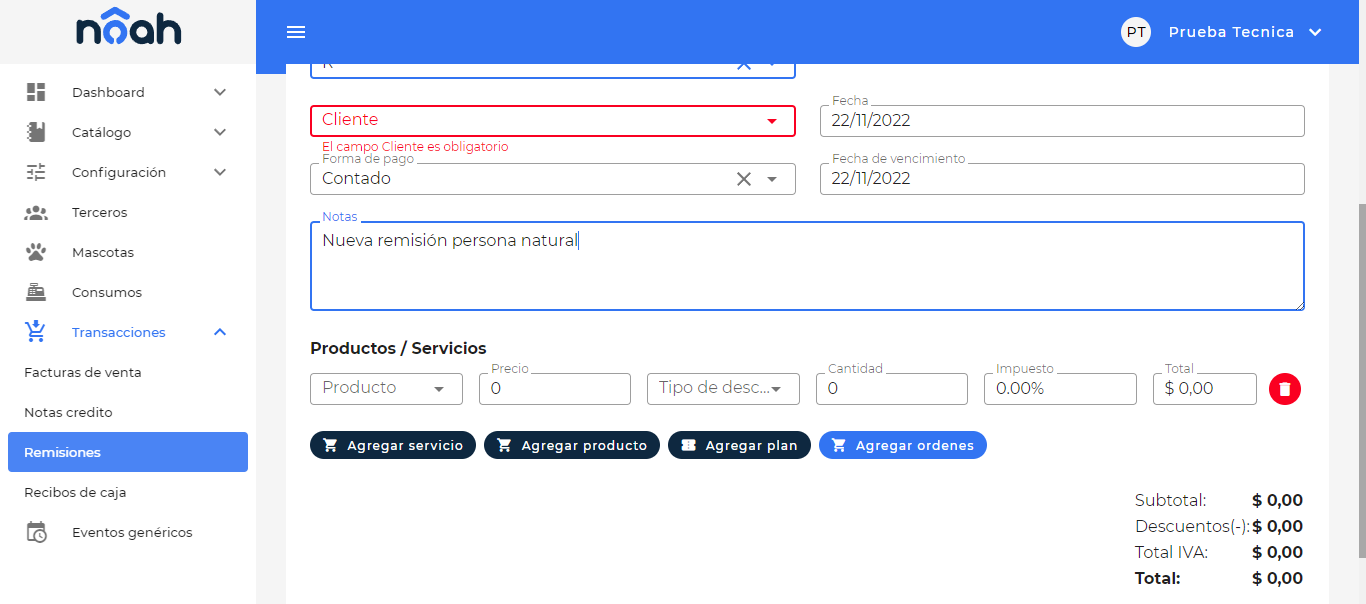 nôah
PT Prueba Tecnica
Dashboard
Catálogo
Configuración
Terceros
Mascotas
Consumos
Transacciones
Facturas de venta
Notas credito
Remisiones
Recibos de caja
Eventos genéricos
Cliente
El campo Cliente es obligatorio
Fecha
22/11/2022
Forma de pago
Contado
Fecha de vencimiento
22/11/2022
Notas
Nueva remisión persona natural
Productos / Servicios
Producto
Precio
0
Tipo de desc...
Cantidad
0
Impuesto
0.00%
Total
$ 0,00
Agregar servicio
Agregar producto
Agregar plan
Agregar ordenes
Subtotal: $ 0,00
Descuentos(-): $ 0,00
Total IVA: $ 0,00
Total: $ 0,00